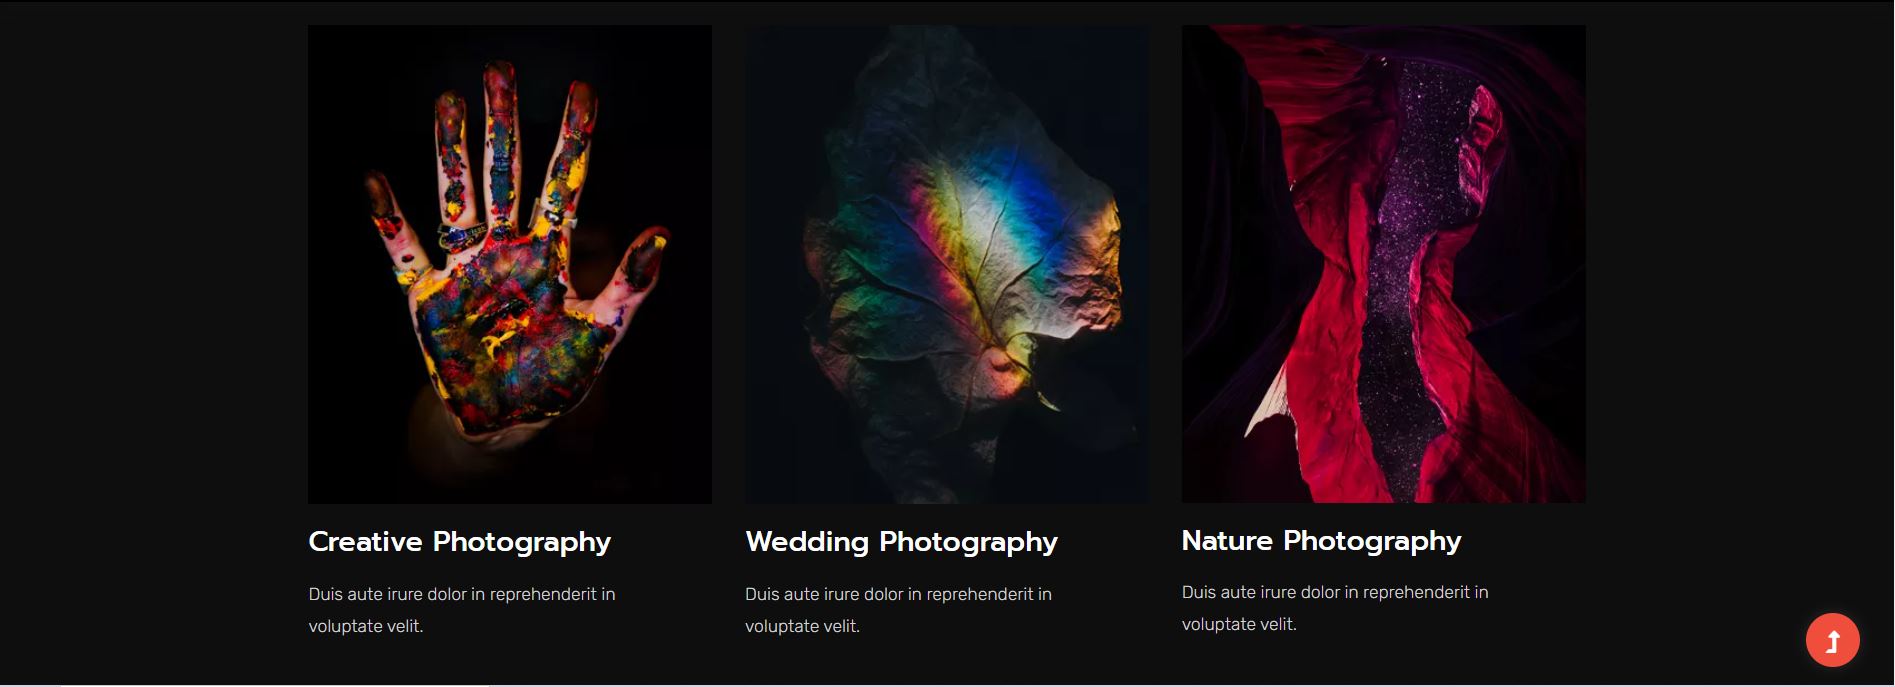 Creative Photography
Duis aute irure dolor in reprehenderit in
voluptate velit.
Wedding Photography
Duis aute irure dolor in reprehenderit in
voluptate velit.
Nature Photography
Duis aute irure dolor in reprehenderit in
voluptate velit.